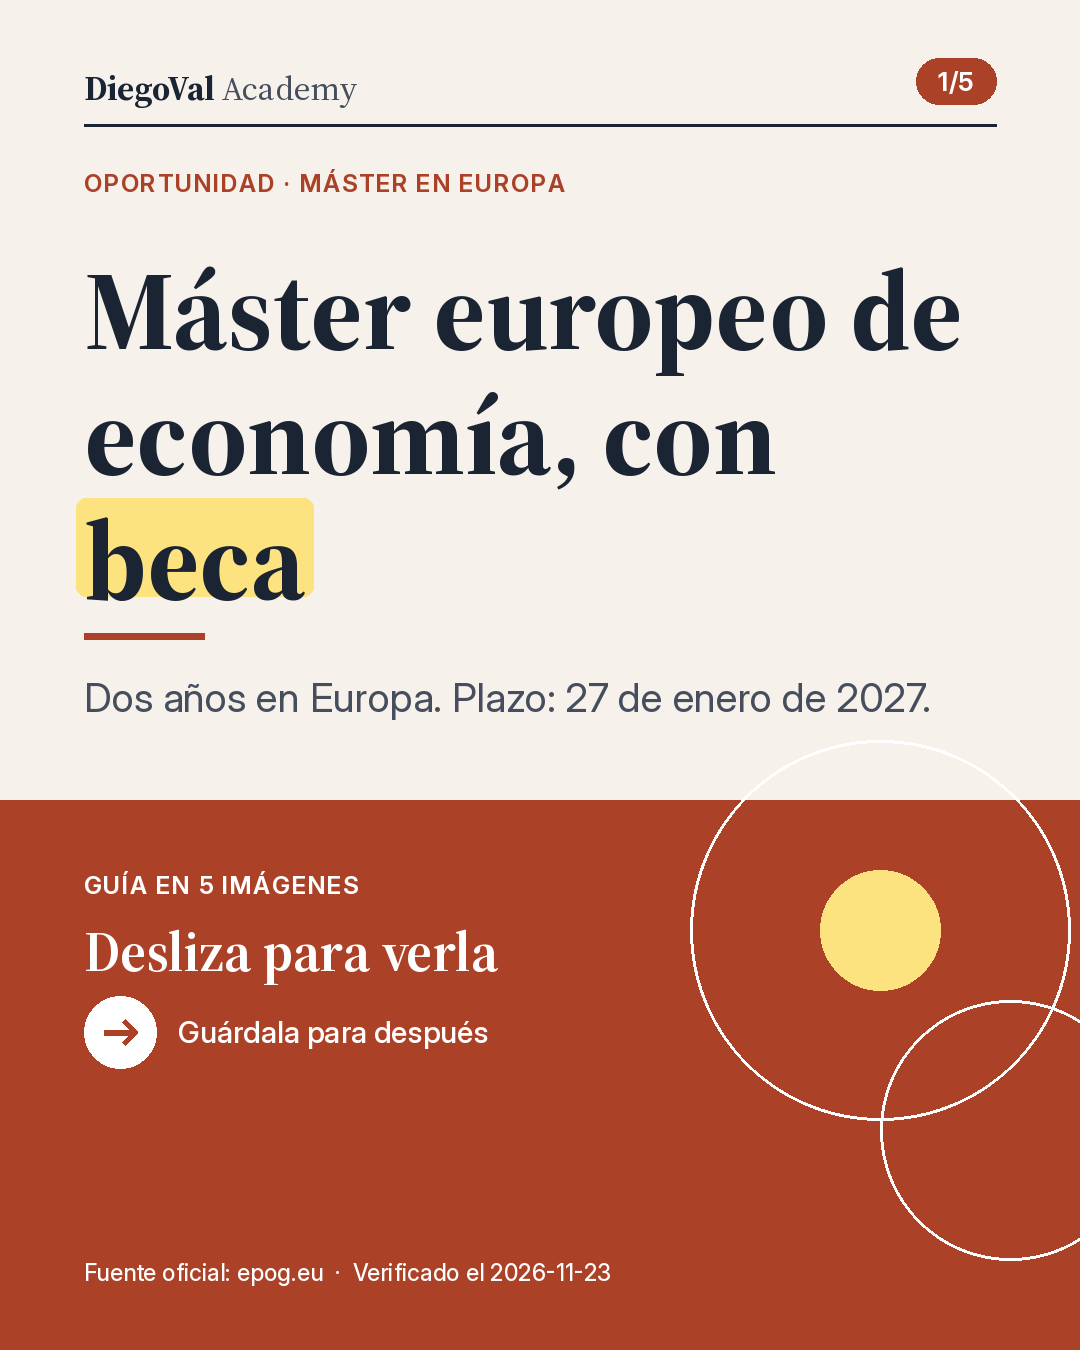 DiegoVal Academy
1/5
OPORTUNIDAD · MÁSTER EN EUROPA
Máster europeo de
economía, con
beca
Dos años en Europa. Plazo: 27 de enero de 2027.
GUÍA EN 5 IMÁGENES
Desliza para verla
Guárdala para después
Fuente oficial: epog.eu · Verificado el 2026-11-23